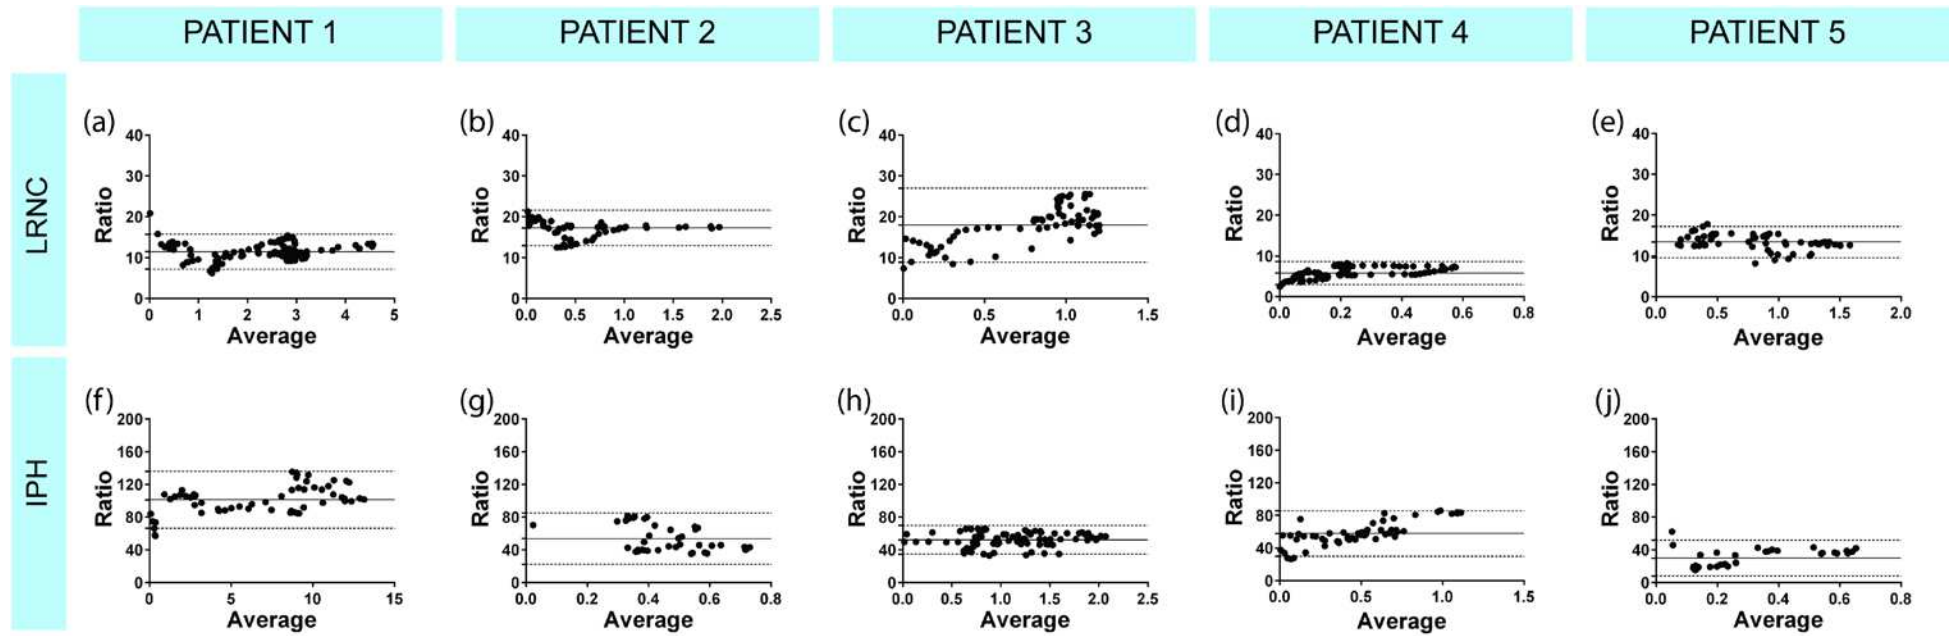 PATIENT 1 PATIENT 2 PATIENT 3 PATIENT 4 PATIENT 5
LRNC
(a) (b) (c) (d) (e)
40 40 40 40 40
30 30 30 30 30
Ratio Ratio Ratio Ratio Ratio
20 20 20 20 20
10 10 10 10 10
0 0 0 0 0
0 1 2 3 4 5 0.0 0.5 1.0 1.5 2.0 2.5 0.0 0.5 1.0 1.5 0.0 0.2 0.4 0.6 0.8 0.0 0.5 1.0 1.5 2.0
Average Average Average Average Average
IPH
(f) (g) (h) (i) (j)
200 200 200 200 200
160 160 160 160 160
120 120 120 120 120
Ratio Ratio Ratio Ratio Ratio
80 80 80 80 80
40 40 40 40 40
0 0 0 0 0
0 5 10 15 0.0 0.2 0.4 0.6 0.8 0.0 0.5 1.0 1.5 2.0 2.5 0.0 0.5 1.0 1.5 0.0 0.2 0.4 0.6 0.8
Average Average Average Average Average